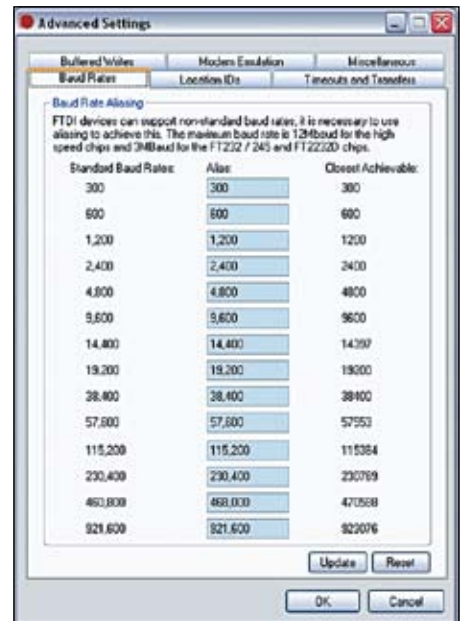 Advanced Settings
Buffered Writes Modem Emulation Miscellaneous
Baud Rates Location IDs Timeouts and Transfers
Baud Rate Aliasing
FTDI devices can support non-standard baud rates, it is necessary to use
aliasing to achieve this. The maximum baud rate is 12Mbaud for the high
speed chips and 3MBaud for the FT232 / 245 and FT2232D chips.
Standard Baud Rates: Alias: Closest Achievable:
300 300 300
600 600 600
1,200 1,200 1200
2,400 2,400 2400
4,800 4,800 4800
9,600 9,600 9600
14,400 14,400 14397
19,200 19,200 19200
38,400 38,400 38400
57,600 57,600 57553
115,200 115,200 115384
230,400 230,400 230769
460,800 468,000 470588
921,600 921,600 923076
Update Reset
OK Cancel